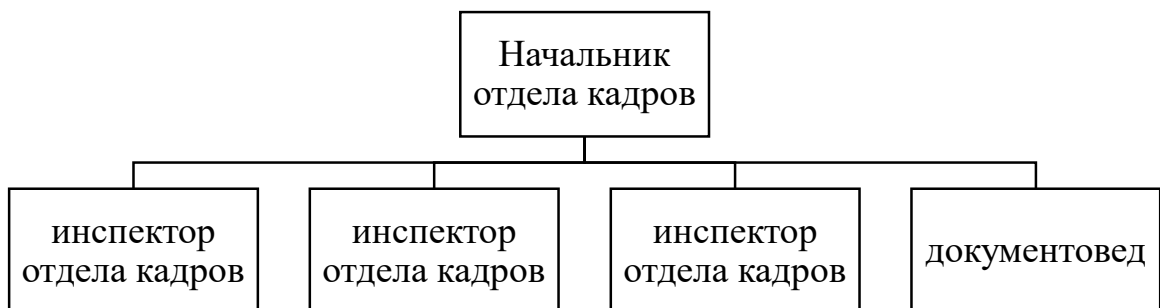 Начальник
отдела кадров
инспектор
отдела кадров
инспектор
отдела кадров
инспектор
отдела кадров
документовед